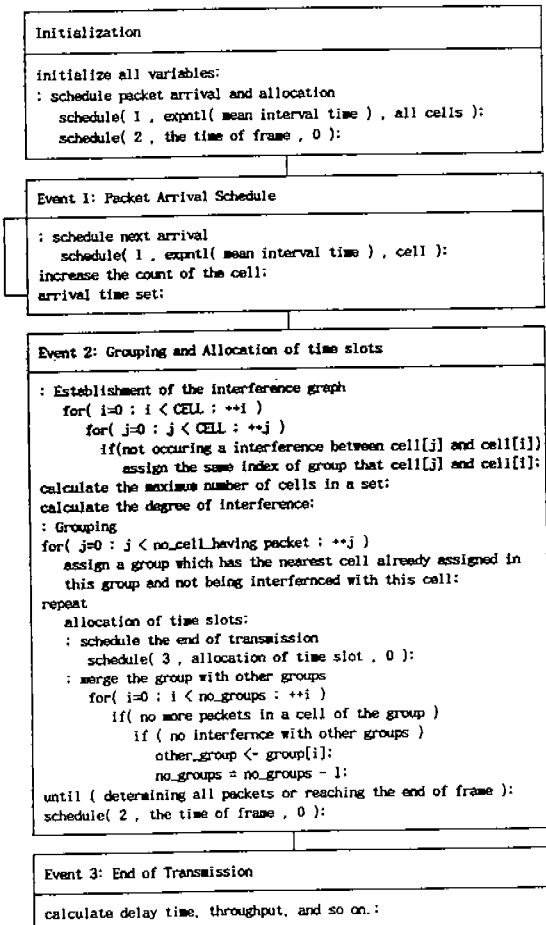 Initialization
initialize all variables;
: schedule packet arrival and allocation
schedule( 1 , expntl( mean interval time ) , all cells );
schedule( 2 , the time of frame , 0 );
Event 1: Packet Arrival Schedule
; schedule next arrival
schedule( 1 , expntl( mean interval time ) , cell );
increase the count of the cell;
arrival time set;
Event 2: Grouping and Allocation of time slots
: Establishment of the interference graph
for( i=0 ; i < CELL ; ++i )
for( j=0 ; j < CELL ; ++j )
if(not occuring a interference between cell[j] and cell[i])
assign the same index of group that cell[j] and cell[i];
calculate the maximum number of cells in a set;
calculate the degree of interference;
: Grouping
for( j=0 ; j < no_cell_having packet ; ++j )
assign a group which has the nearest cell already assigned in
this group and not being interfernced with this cell;
repeat
allocation of time slots;
: schedule the end of transmission
schedule( 3 , allocation of time slot , 0 );
: merge the group with other groups
for( i=0 ; i < no_groups ; ++i )
if( no more packets in a cell of the group )
if ( no interfernce with other groups )
other_group <- group[i];
no_groups = no_groups - 1;
until ( determining all packets or reaching the end of frame );
schedule( 2 , the time of frame , 0 );
Event 3: End of Transmission
calculate delay time, throughput, and so on.;